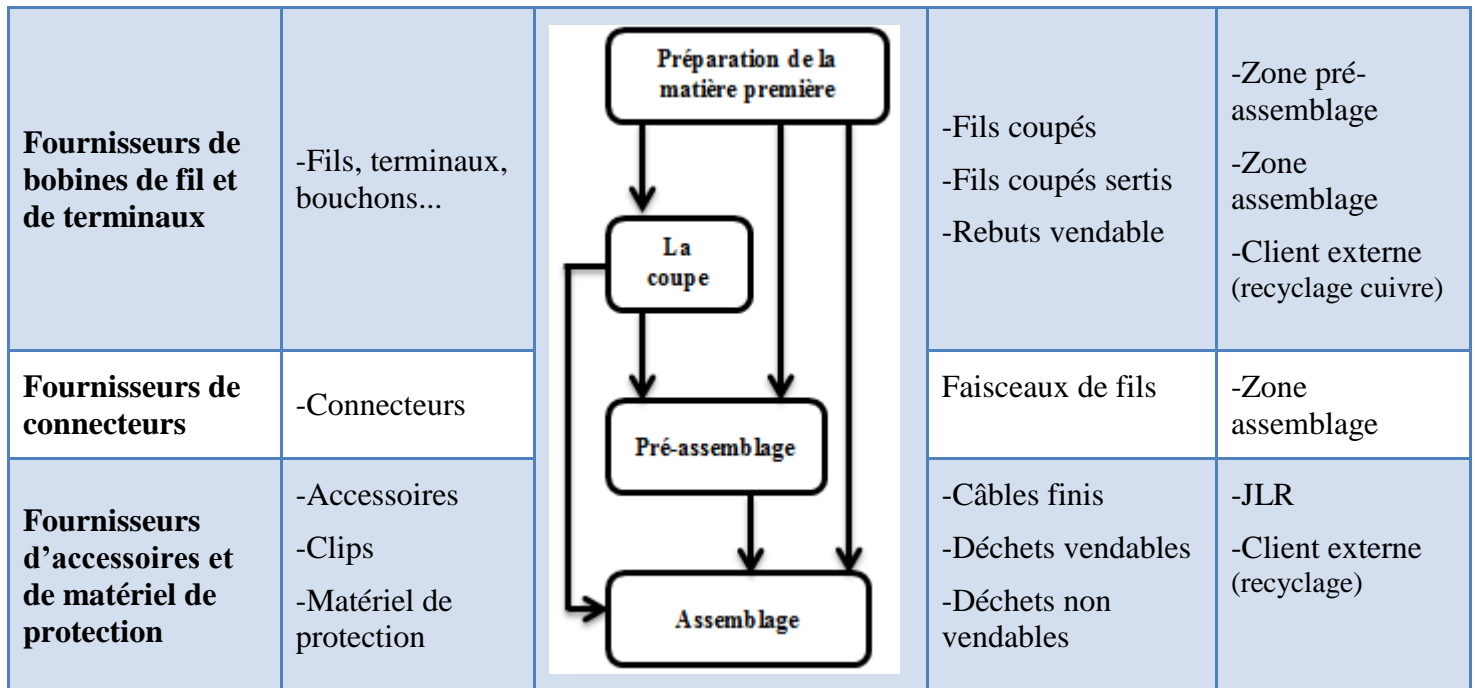 Fournisseurs de
bobines de fil et
de terminaux
-Fils, terminaux,
bouchons...
Préparation de la
matière première
La
coupe
Pré-assemblage
Assemblage
-Fils coupés
-Fils coupés sertis
-Rebuts vendable
-Zone pré-
assemblage
-Zone
assemblage
-Client externe
(recyclage cuivre)
Fournisseurs de
connecteurs
-Connecteurs
Faisceaux de fils
-Zone
assemblage
Fournisseurs
d’accessoires et
de matériel de
protection
-Accessoires
-Clips
-Matériel de
protection
-Câbles finis
-Déchets vendables
-Déchets non
vendables
-JLR
-Client externe
(recyclage)